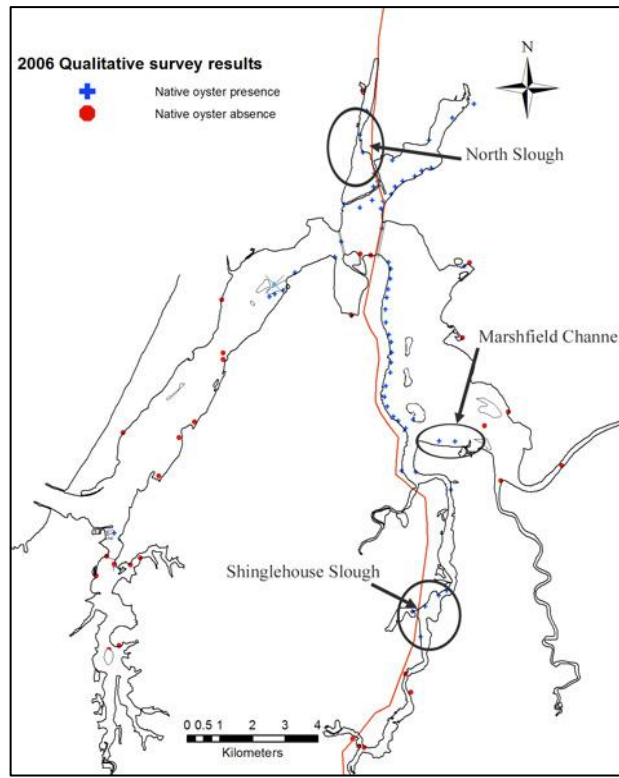 2006 Qualitative survey results
Native oyster presence
Native oyster absence
N
North Slough
Marshfield Channel
Shinglehouse Slough
0 0.5 1 2 3 4
Kilometers